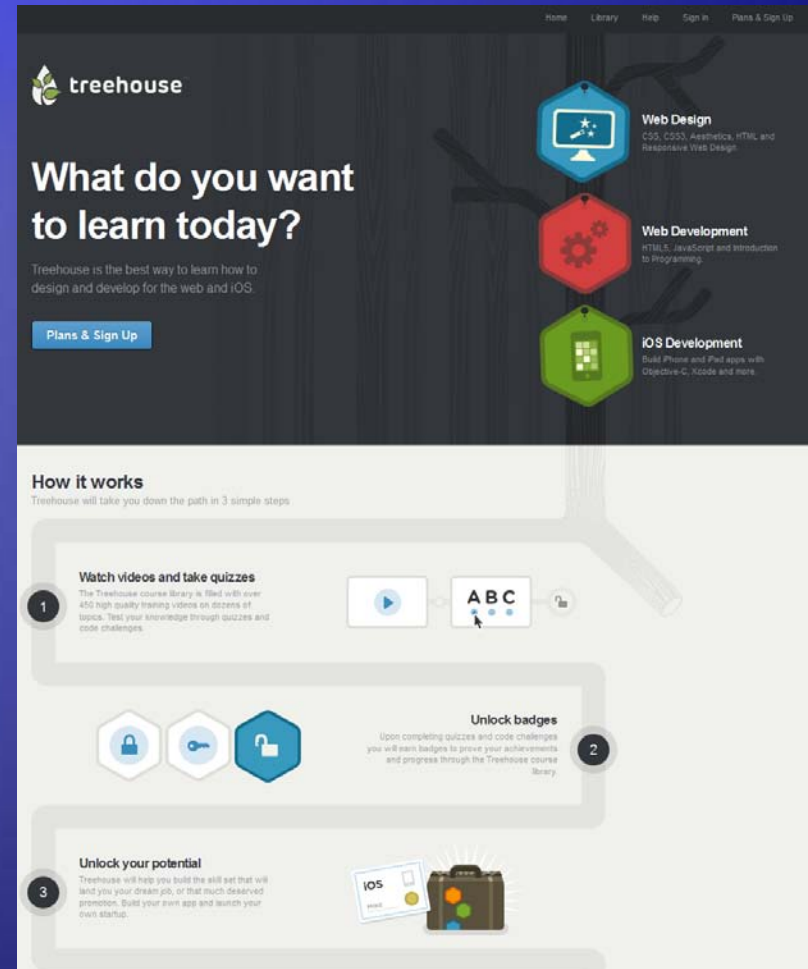 Home Library Help Sign in Plans & Sign Up
treehouse
What do you want
to learn today?
Treehouse is the best way to learn how to
design and develop for the web and iOS.
Plans & Sign Up
Web Design
CSS, CSS3, Aesthetics, HTML and
Responsive Web Design.
Web Development
HTML5, JavaScript and Introduction
to Programming.
iOS Development
Build iPhone and iPad apps with
Objective-C, Xcode and more.
How it works
Treehouse will take you down the path in 3 simple steps
1
Watch videos and take quizzes
The Treehouse course library is filled with over
450 high quality training videos on dozens of
topics. Test your knowledge through quizzes and
code challenges.
ABC
Unlock badges
Upon completing quizzes and code challenges
you will earn badges to prove your achievements
and progress through the Treehouse course
library.
2
3
Unlock your potential
Treehouse will help you build the skill set that will
land you your dream job, or that much deserved
promotion. Build your own app and launch your
own startup.
iOS